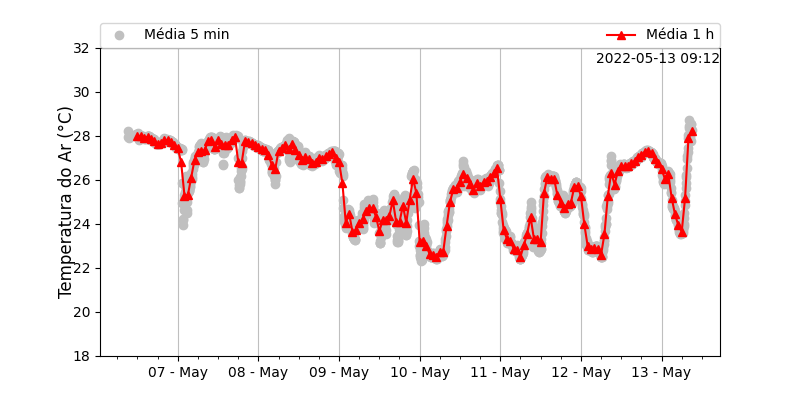 Média 5 min
Média 1 h
2022-05-13 09:12
Temperatura do Ar (°C)
32
30
28
26
24
22
20
18
07 - May
08 - May
09 - May
10 - May
11 - May
12 - May
13 - May